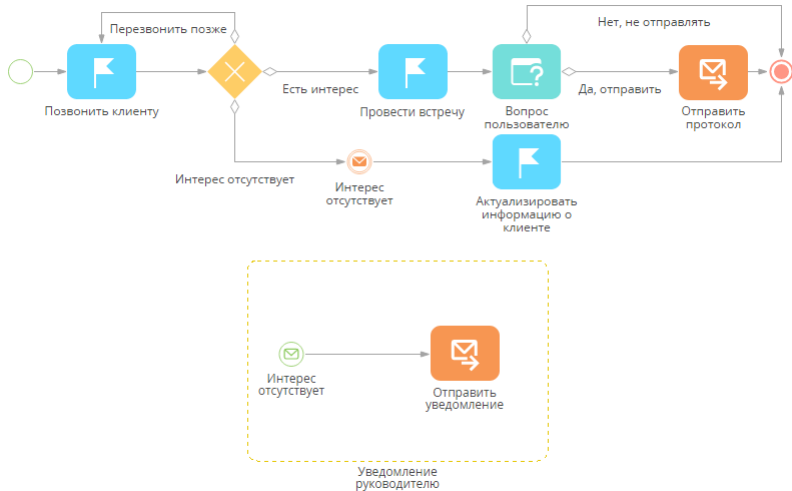 Перезвонить позже
Нет, не отправлять
Позвонить клиенту
Есть интерес
Провести встречу
Вопрос
пользователю
Да, отправить
Отправить
протокол
Интерес отсутствует
Интерес
отсутствует
Актуализировать
информацию о
клиенте
Интерес
отсутствует
Отправить
уведомление
Уведомление
руководителю